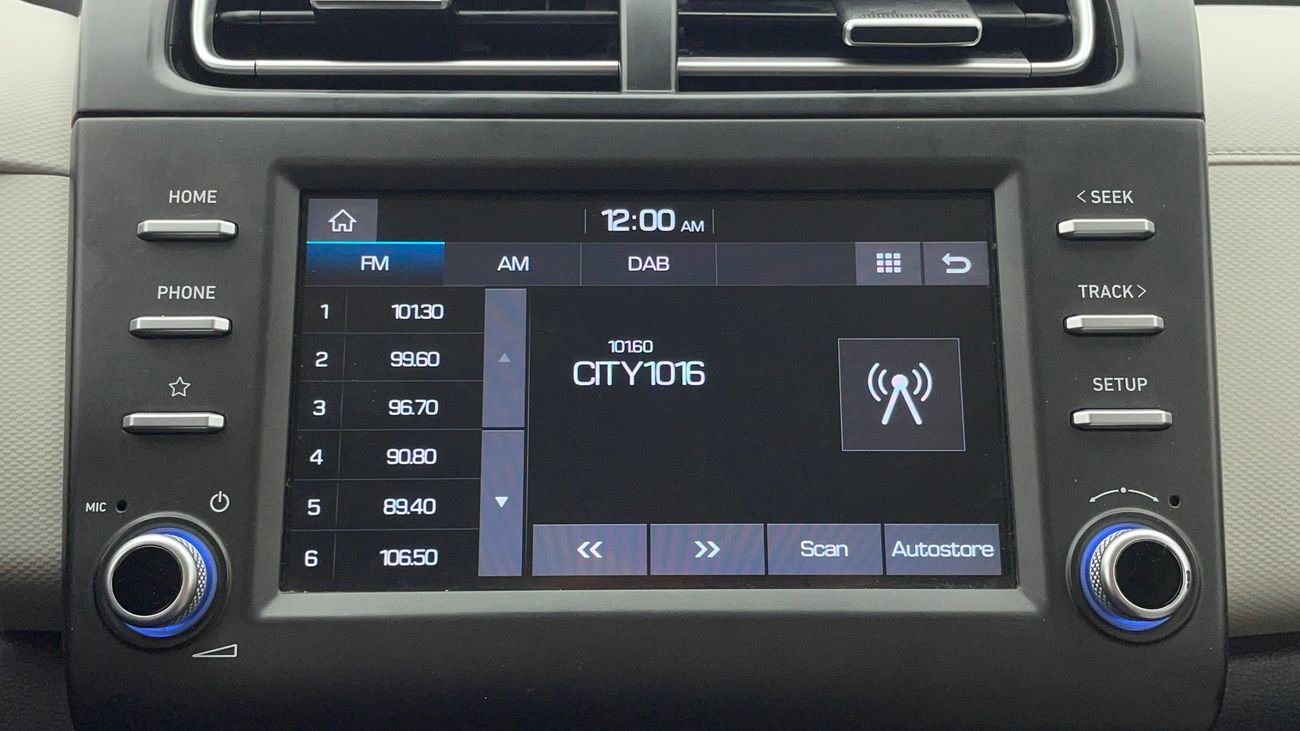 HOME
PHONE
MIC
12:00 AM
FM AM DAB
1 101.30
2 99.60
3 96.70
4 90.80
5 89.40
6 106.50
101.60
CITY1016
<< >> Scan Autostore
< SEEK
TRACK >
SETUP